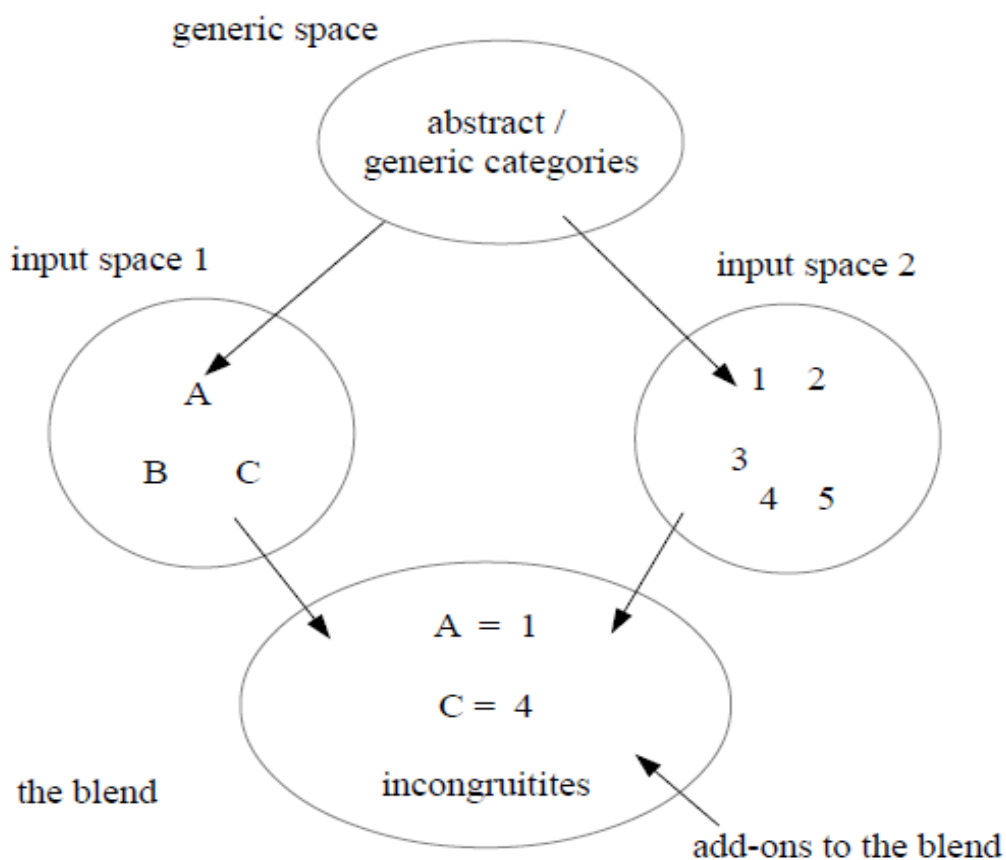 generic space
abstract /
generic categories
input space 1
input space 2
A
B C
1 2
3
4 5
A = 1
C = 4
incongruitites
the blend
add-ons to the blend